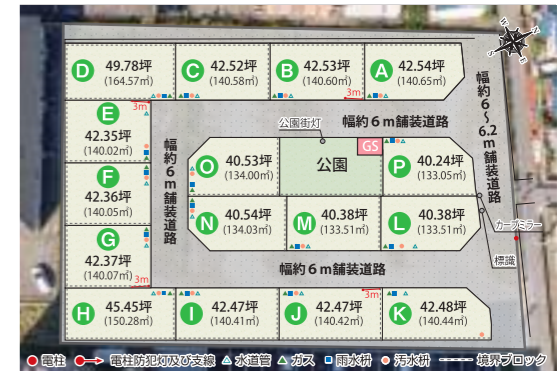 D 49.78坪
(164.57㎡)
C 42.52坪
(140.58㎡)
B 42.53坪
(140.60㎡)
3m
A 42.54坪
(140.65㎡)
幅約6〜6.2m舗装道路
N
E
3m
42.35坪
(140.02㎡)
F
42.36坪
(140.05㎡)
G
42.37坪
(140.07㎡)
3m
幅約6m舗装道路
公園街灯
幅約6m舗装道路
O 40.53坪
(134.00㎡)
公園
GS
P 40.24坪
(133.05㎡)
N 40.54坪
(134.03㎡)
M 40.38坪
(133.51㎡)
L 40.38坪
(133.51㎡)
カーブミラー
標識
幅約6m舗装道路
H 45.45坪
(150.28㎡)
I 42.47坪
(140.41㎡)
J 42.47坪
(140.42㎡)
3m
K 42.48坪
(140.44㎡)
電柱 電柱防犯灯及び支線 水道管 ガス 雨水枡 汚水枡 境界ブロック